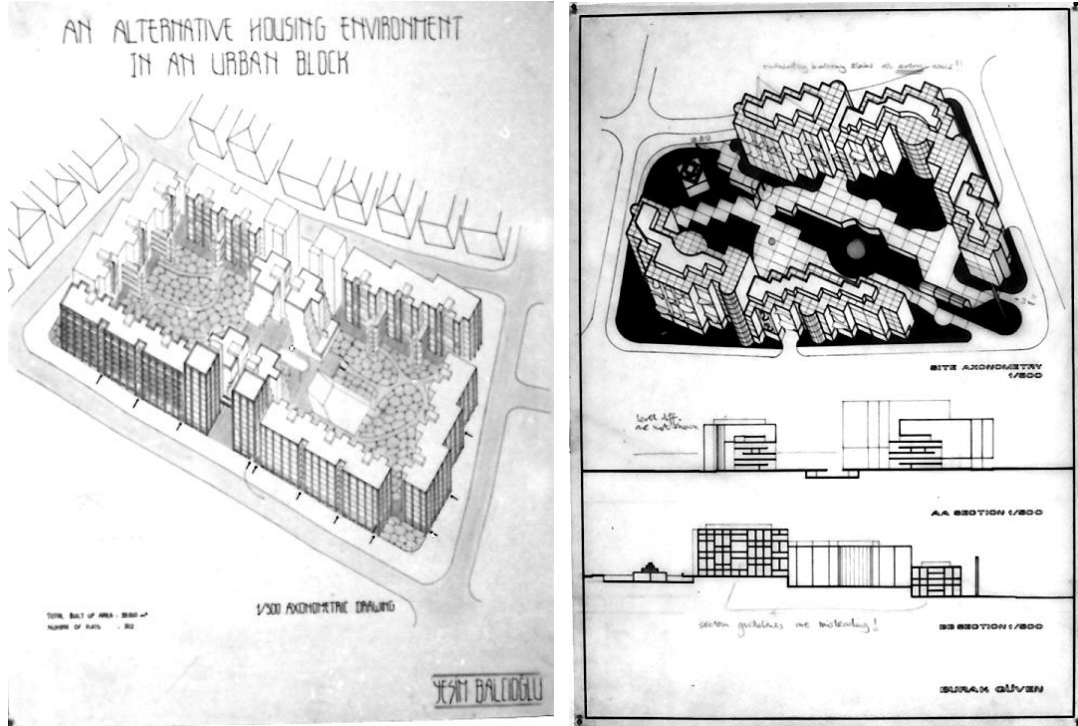 AN ALTERNATIVE HOUSING ENVIRONMENT
IN AN URBAN BLOCK
TOTAL BUILT UP AREA
NUMBER OF FLATS
1/500 AXONOMETRIC DRAWING
YESIM BALCIOGLU
SITE AXONOMETRY
1/500
level diff.
are not shown
AA SECTION 1/500
section guidelines are misleading!
BB SECTION 1/500
BURAK GÜVEN